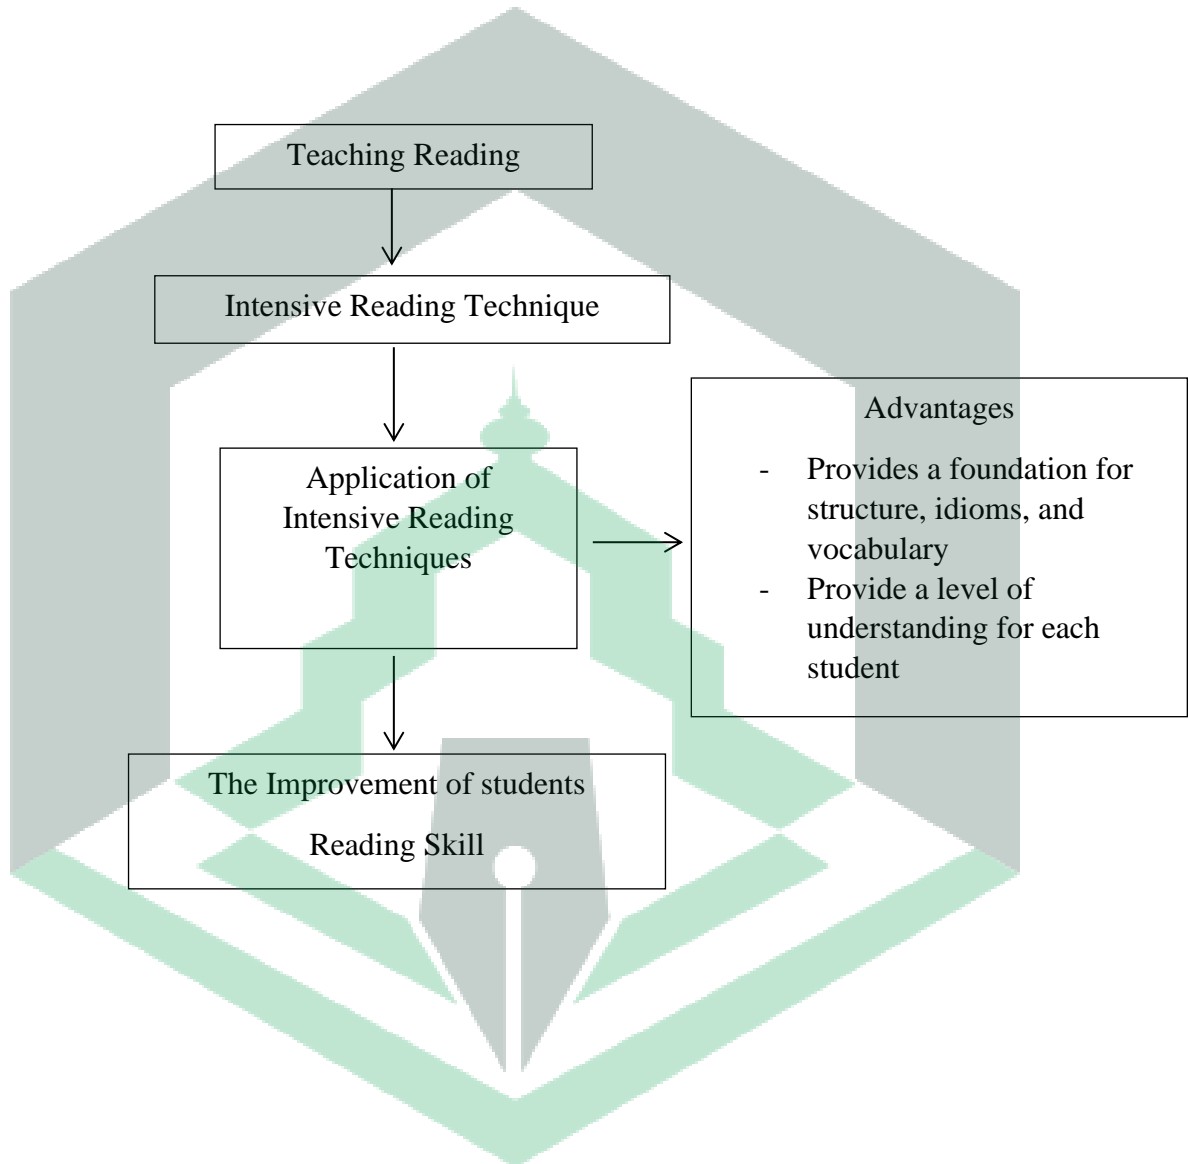 Teaching Reading
Intensive Reading Technique
Application of
Intensive Reading
Techniques
Advantages
- Provides a foundation for
structure, idioms, and
vocabulary
- Provide a level of
understanding for each
student
The Improvement of students
Reading Skill